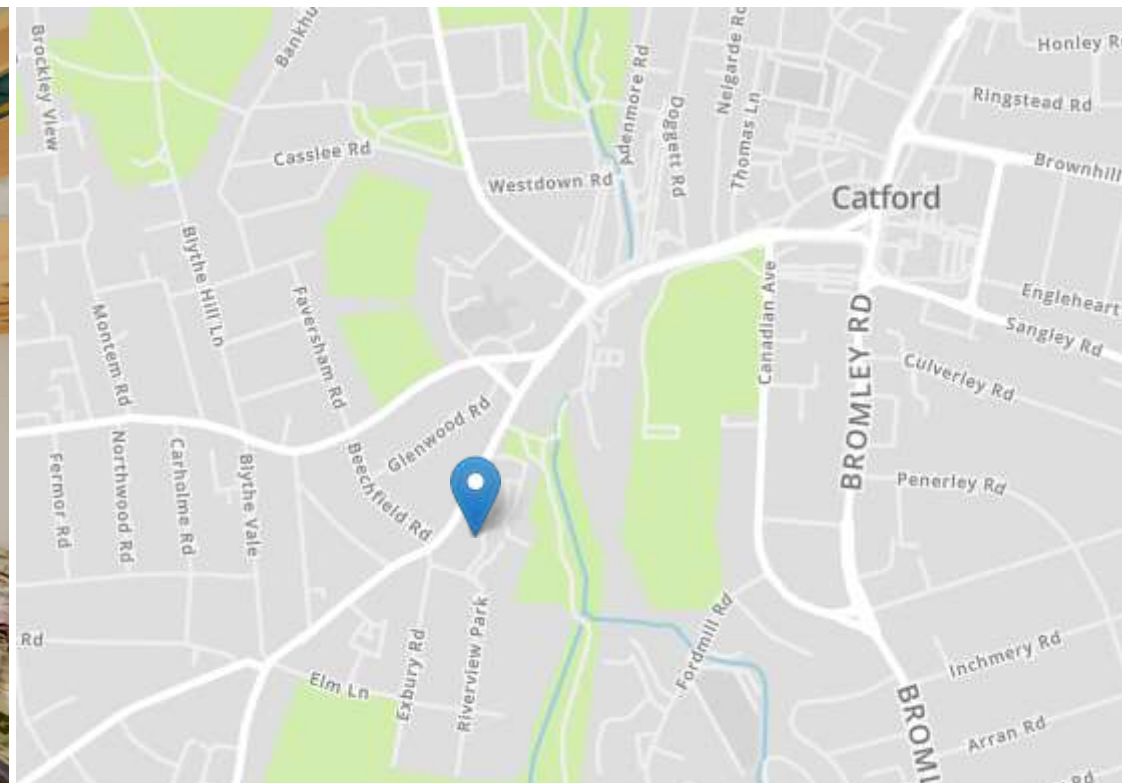 Brockley View
Bankhu
Adenmore Rd
Doggett Rd
Neigarde Rd
Thomas Ln
Honley R
Ringstead Rd
Brownhill
Casslee Rd
Westdown Rd
Catford
Blythe Hill Ln
Faversham Rd
Montem Rd
Canadian Ave
BROMLEY RD
Engleheart
Sangley Rd
Culverley Rd
Glenwood Rd
Beechfield Rd
Fermor Rd
Northwood Rd
Carholme Rd
Blythe Vale
Penerley Rd
Rd
Elm Ln
Exbury Rd
Riverview Park
Fordmill Rd
Inchmery Rd
BROML
Arran Rd
Rd